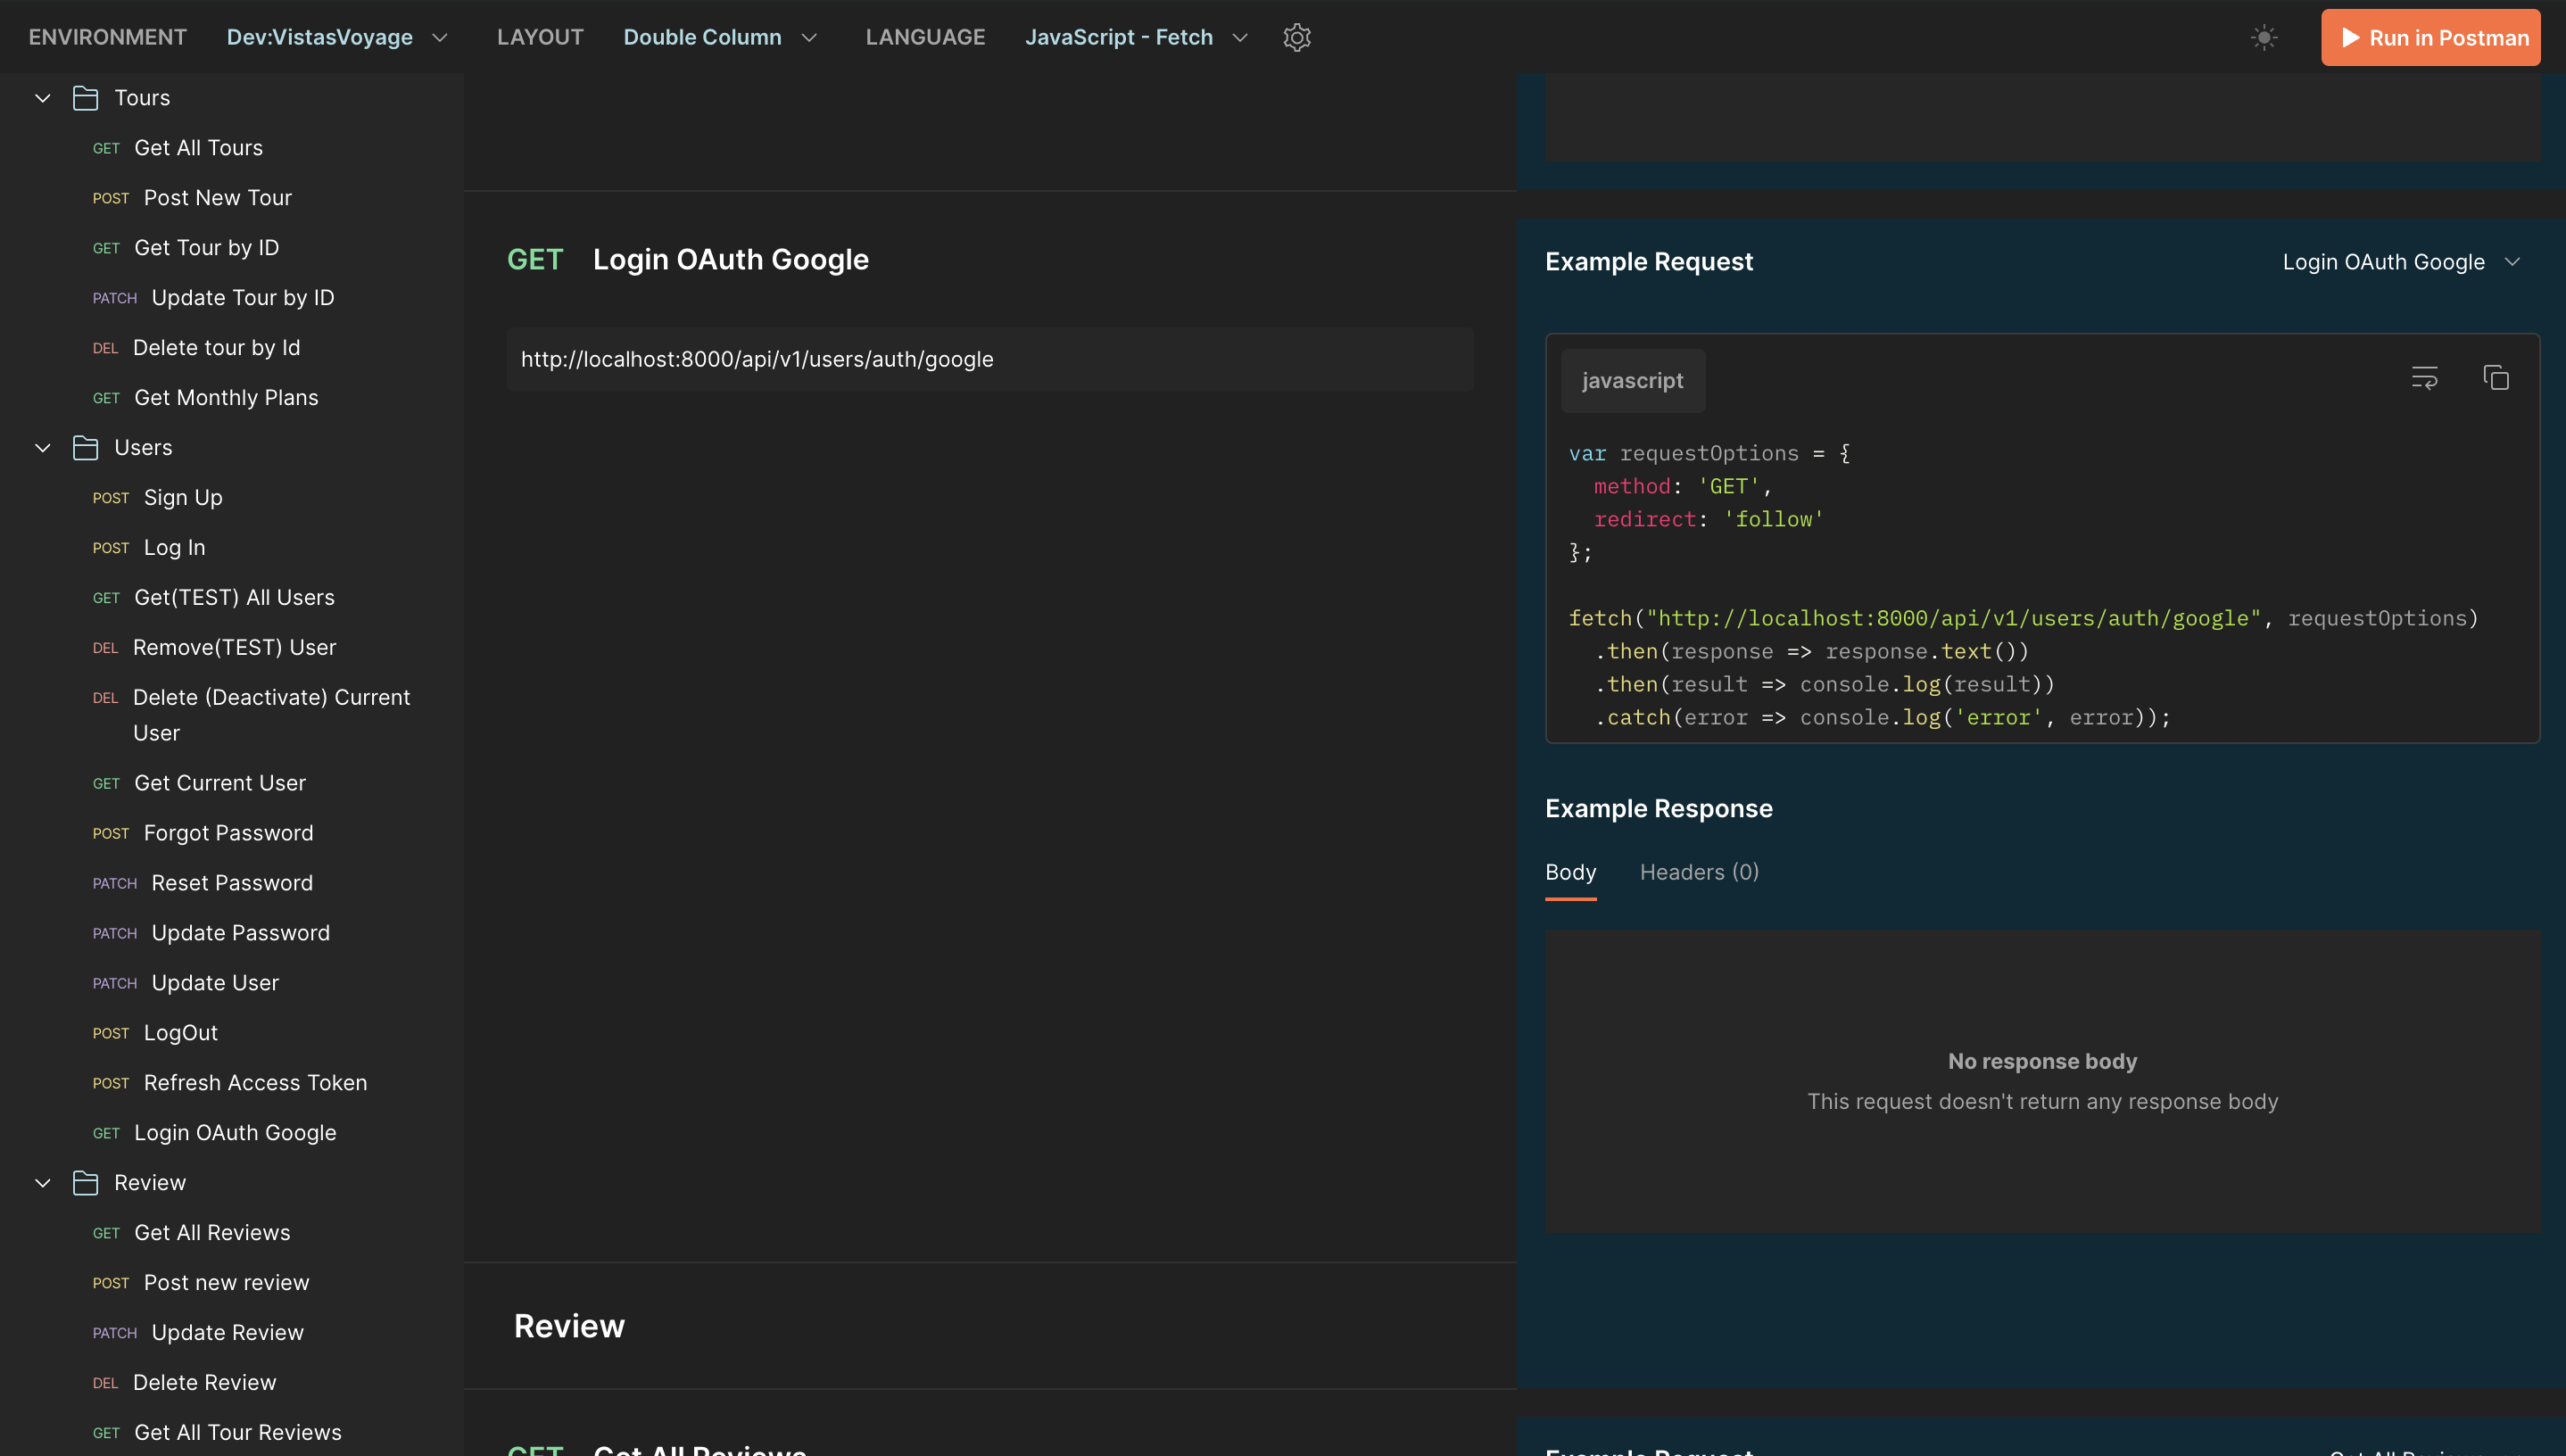 ENVIRONMENT Dev:VistasVoyage LAYOUT Double Column LANGUAGE JavaScript - Fetch Run in Postman
Tours
GET Get All Tours
POST Post New Tour
GET Get Tour by ID
PATCH Update Tour by ID
DEL Delete tour by Id
GET Get Monthly Plans
Users
POST Sign Up
POST Log In
GET Get(TEST) All Users
DEL Remove(TEST) User
DEL Delete (Deactivate) Current
User
GET Get Current User
POST Forgot Password
PATCH Reset Password
PATCH Update Password
PATCH Update User
POST LogOut
POST Refresh Access Token
GET Login OAuth Google
Review
GET Get All Reviews
POST Post new review
PATCH Update Review
DEL Delete Review
GET Get All Tour Reviews
GET Login OAuth Google
http://localhost:8000/api/v1/users/auth/google
Review
GET Get All Reviews
Example Request Login OAuth Google
javascript
var requestOptions = {
  method: 'GET',
  redirect: 'follow'
};
fetch("http://localhost:8000/api/v1/users/auth/google", requestOptions)
  .then(response => response.text())
  .then(result => console.log(result))
  .catch(error => console.log('error', error));
Example Response
Body Headers (0)
No response body
This request doesn't return any response body
Example Request Get All Reviews